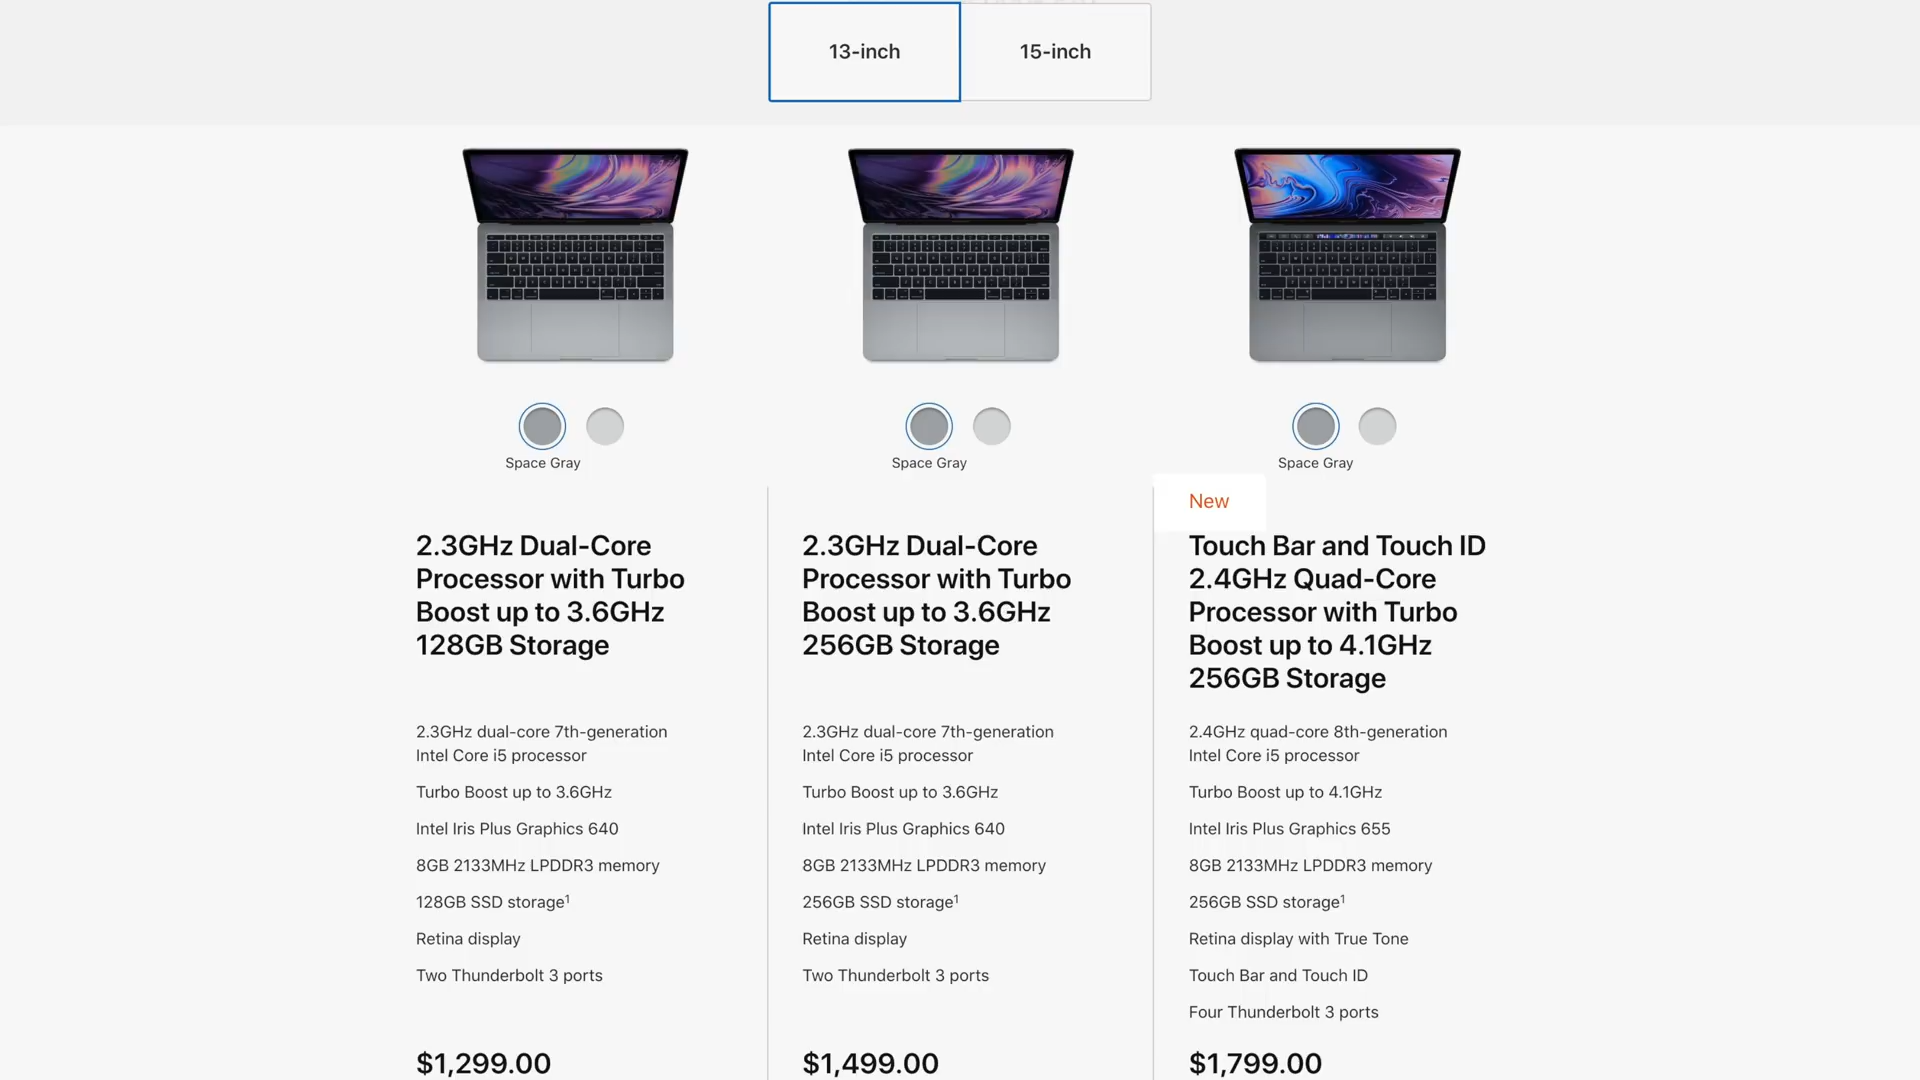 13-inch
15-inch
Space Gray
2.3GHz Dual-Core
Processor with Turbo
Boost up to 3.6GHz
128GB Storage
2.3GHz dual-core 7th-generation
Intel Core i5 processor
Turbo Boost up to 3.6GHz
Intel Iris Plus Graphics 640
8GB 2133MHz LPDDR3 memory
128GB SSD storage¹
Retina display
Two Thunderbolt 3 ports
$1,299.00
Space Gray
2.3GHz Dual-Core
Processor with Turbo
Boost up to 3.6GHz
256GB Storage
2.3GHz dual-core 7th-generation
Intel Core i5 processor
Turbo Boost up to 3.6GHz
Intel Iris Plus Graphics 640
8GB 2133MHz LPDDR3 memory
256GB SSD storage¹
Retina display
Two Thunderbolt 3 ports
$1,499.00
Space Gray
New
Touch Bar and Touch ID
2.4GHz Quad-Core
Processor with Turbo
Boost up to 4.1GHz
256GB Storage
2.4GHz quad-core 8th-generation
Intel Core i5 processor
Turbo Boost up to 4.1GHz
Intel Iris Plus Graphics 655
8GB 2133MHz LPDDR3 memory
256GB SSD storage¹
Retina display with True Tone
Touch Bar and Touch ID
Four Thunderbolt 3 ports
$1,799.00